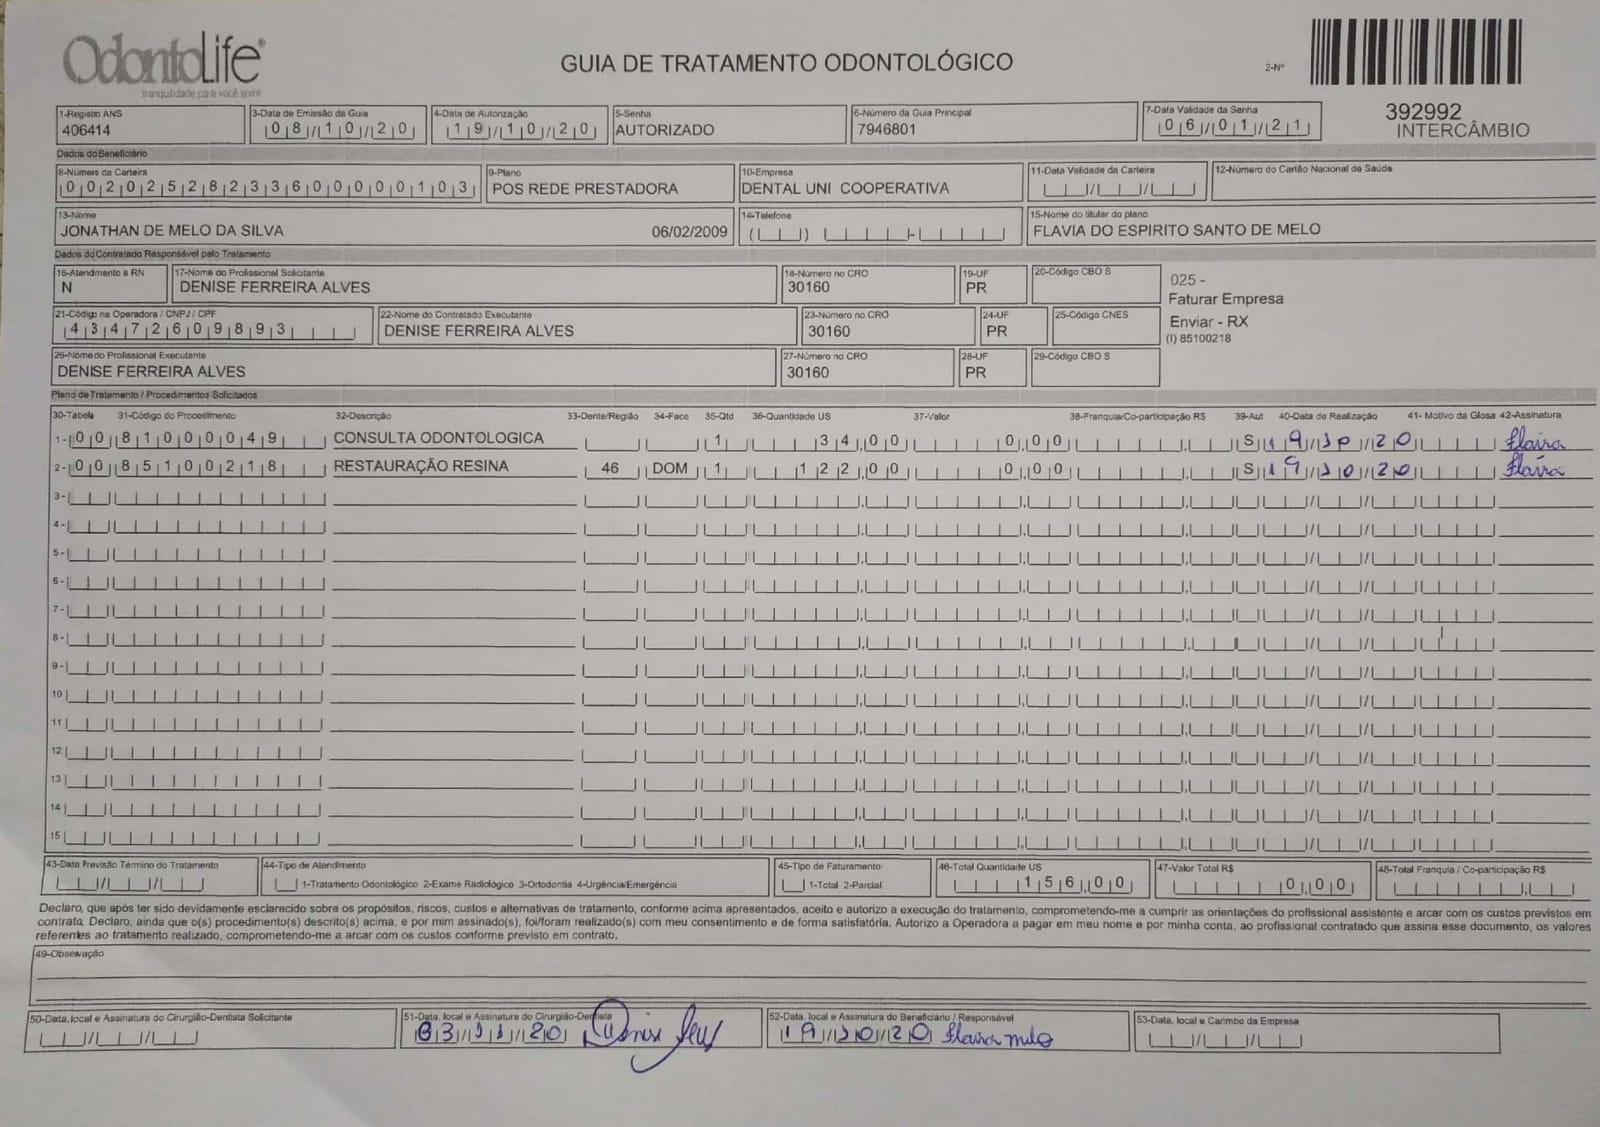 OdontoLife®
tranquilidade para você sorrir
GUIA DE TRATAMENTO ODONTOLÓGICO
2-Nº
392992
INTERCÂMBIO
1-Registro ANS
406414
3-Data de Emissão da Guia
08/10/20
4-Data de Autorização
19/10/20
5-Senha
AUTORIZADO
6-Número da Guia Principal
7946801
7-Data Validade da Senha
06/01/21
Dados do Beneficiário
8-Número da Carteira
00202528233600000103
9-Plano
POS REDE PRESTADORA
10-Empresa
DENTAL UNI COOPERATIVA
11-Data Validade da Carteira
12-Número do Cartão Nacional de Saúde
13-Nome
JONATHAN DE MELO DA SILVA 06/02/2009
14-Telefone
15-Nome do titular do plano
FLAVIA DO ESPIRITO SANTO DE MELO
Dados do Contratado Responsável pelo Tratamento
16-Atendimento a RN
N
17-Nome do Profissional Solicitante
DENISE FERREIRA ALVES
18-Número no CRO
30160
19-UF
PR
20-Código CBO S
025 -
Faturar Empresa
Enviar - RX
(I) 85100218
21-Código na Operadora / CNPJ / CPF
43472609893
22-Nome do Contratado Executante
DENISE FERREIRA ALVES
23-Número no CRO
30160
24-UF
PR
25-Código CNES
26-Nome do Profissional Executante
DENISE FERREIRA ALVES
27-Número no CRO
30160
28-UF
PR
29-Código CBO S
Plano de Tratamento / Procedimentos Solicitados
30-Tabela 31-Código do Procedimento 32-Descrição 33-Dente/Região 34-Face 35-Qtd 36-Quantidade US 37-Valor 38-Franquia/Co-participação R$ 39-Aut 40-Data de Realização 41- Motivo da Glosa 42-Assinatura
1- 00 81000049 CONSULTA ODONTOLOGICA 1 34,00 0,00 S 19/10/20 Flavia
2- 00 85100218 RESTAURAÇÃO RESINA 46 DOM 1 122,00 0,00 S 19/10/20 Flavia
3-
4-
5-
6-
7-
8-
9-
10
11
12
13
14
15
43-Data Previsão Término do Tratamento
44-Tipo de Atendimento
1-Tratamento Odontológico 2-Exame Radiológico 3-Ortodontia 4-Urgência/Emergência
45-Tipo de Faturamento
1-Total 2-Parcial
46-Total Quantidade US
156,00
47-Valor Total R$
0,00
48-Total Franquia / Co-participação R$
Declaro, que após ter sido devidamente esclarecido sobre os propósitos, riscos, custos e alternativas de tratamento, conforme acima apresentados, aceito e autorizo a execução do tratamento, comprometendo-me a cumprir as orientações do profissional assistente e arcar com os custos previstos em
contrato. Declaro, ainda que o(s) procedimento(s) descrito(s) acima, e por mim assinado(s), foi/foram realizado(s) com meu consentimento e de forma satisfatória. Autorizo a Operadora a pagar em meu nome e por minha conta, ao profissional contratado que assina esse documento, os valores
referentes ao tratamento realizado, comprometendo-me a arcar com os custos conforme previsto em contrato.
49-Observação
50-Data, local e Assinatura do Cirurgião-Dentista Solicitante
51-Data, local e Assinatura do Cirurgião-Dentista
03/11/20
52-Data, local e Assinatura do Beneficiário / Responsável
19/10/20 Flavia melo
53-Data, local e Carimbo da Empresa